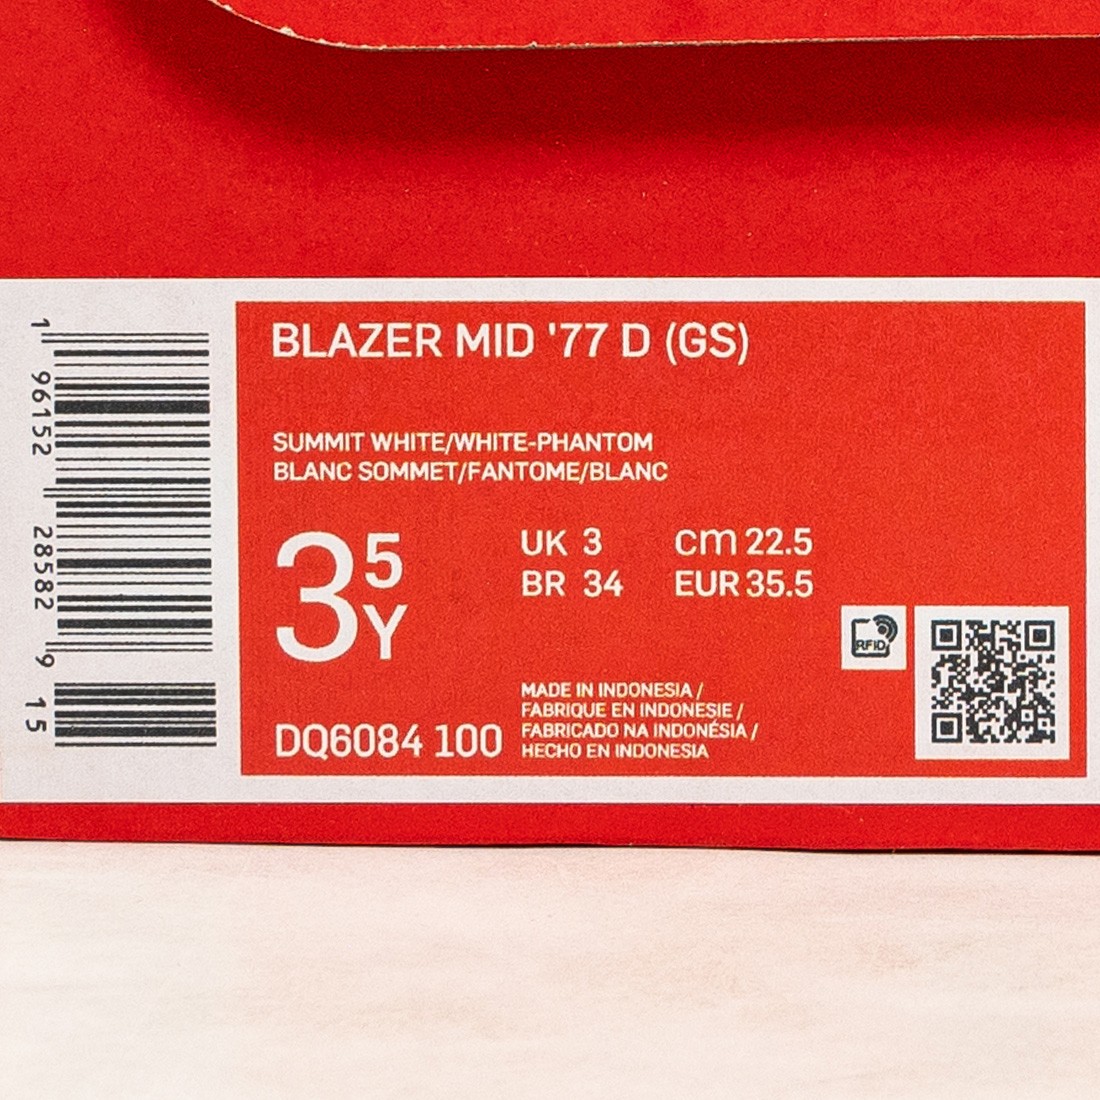 BLAZER MID '77 D (GS)
SUMMIT WHITE/WHITE-PHANTOM
BLANC SOMMET/FANTOME/BLANC
3 5 Y
UK 3 cm 22.5
BR 34 EUR 35.5
MADE IN INDONESIA /
FABRIQUE EN INDONESIE /
FABRICADO NA INDONÉSIA /
HECHO EN INDONESIA
DQ6084 100
RFID
1 96152 28582 9 15